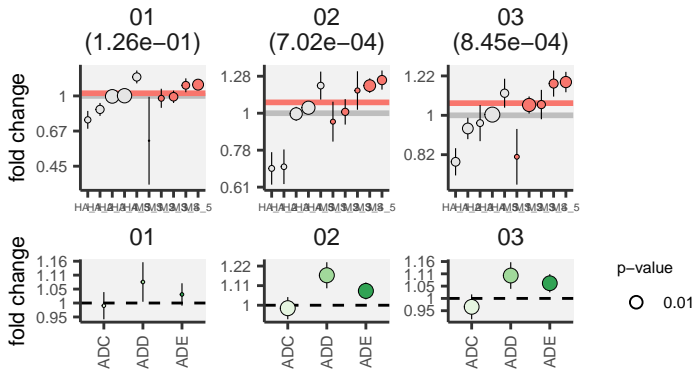 01
(1.26e−01)
02
(7.02e−04)
03
(8.45e−04)
fold change
1
0.67
0.45
1.28
1
0.78
0.61
1.22
1
0.82
01
02
03
fold change
1.16
1.11
1.05
1
0.95
1.22
1.11
1
1.16
1.11
1.05
1
0.95
ADC
ADD
ADE
ADC
ADD
ADE
ADC
ADD
ADE
p−value
0.01